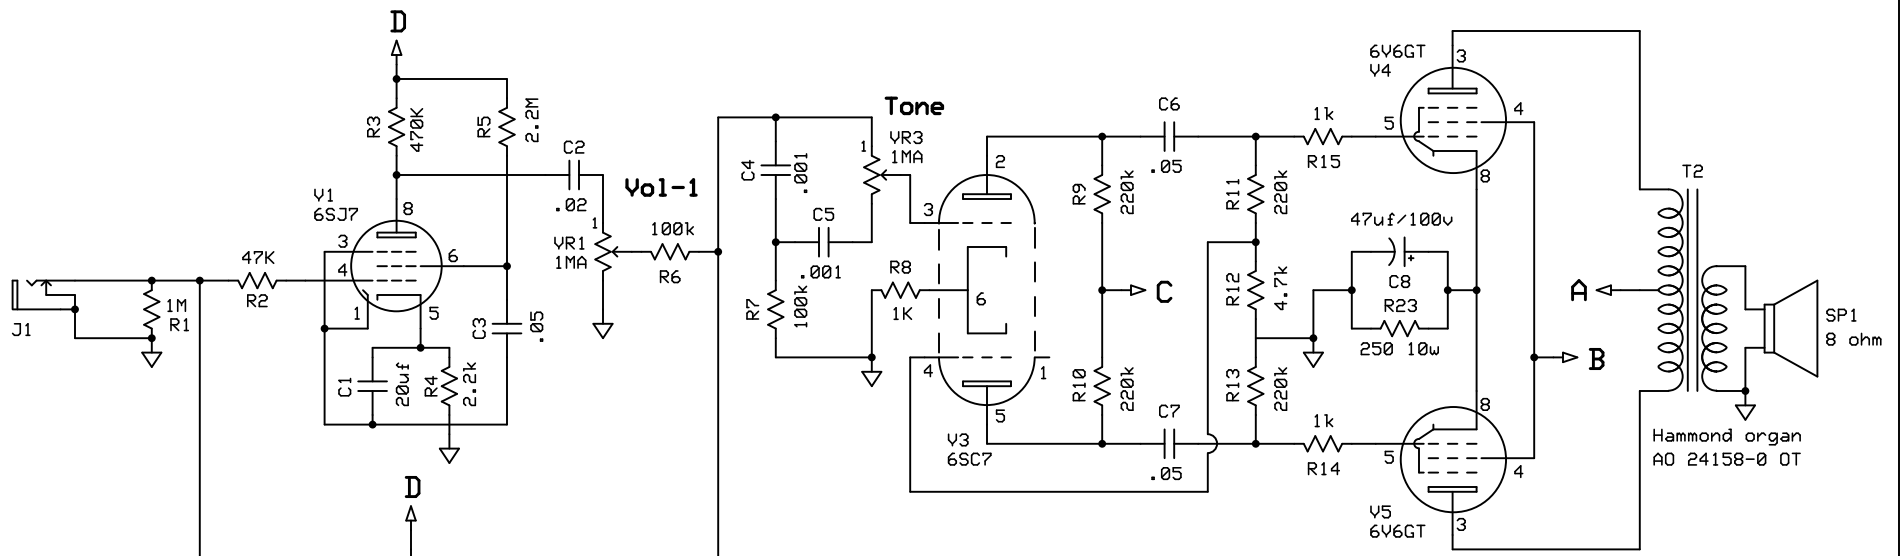 D
R3
470K
R5
2.2M
C2
.02
V1
6SJ7
8
3
4
6
1
5
47K
R2
J1
1M
R1
C3
.05
C1
20uf
R4
2.2k
D
Vol-1
1
VR1
1MA
100k
R6
Tone
C4
.001
1
VR3
1MA
C5
.001
R7
100k
R8
1K
2
3
6
4
1
5
V3
6SC7
R9
220k
C
R10
220k
C6
.05
C7
.05
R11
220k
R12
4.7k
R13
220k
1k
R15
1k
R14
6V6GT
V4
3
4
5
8
47uf/100v
+
C8
R23
250 10w
8
5
4
V5
6V6GT
3
A
B
T2
SP1
8 ohm
Hammond organ
AO 24158-0 OT